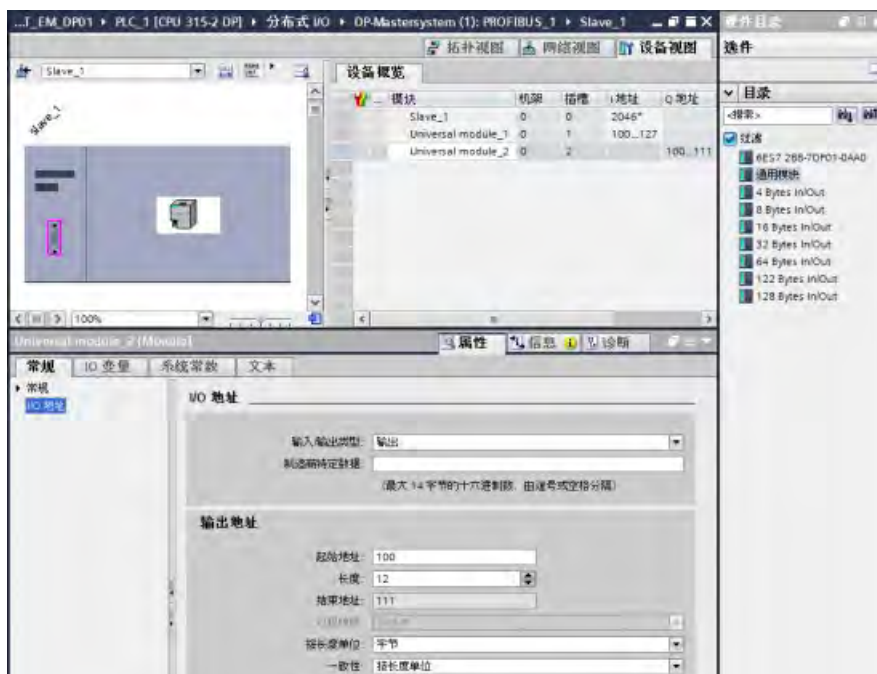 ...T_EM_DP01 ▸ PLC_1 [CPU 315-2 DP] ▸ 分布式 I/O ▸ DP-Mastersystem (1): PROFIBUS_1 ▸ Slave_1
硬件目录
拓扑视图 网络视图 设备视图
选件
Slave_1
设备概览
目录
模块 机架 插槽 I 地址 Q 地址
<搜索>
Slave_1 0 0 2046*
Universal module_1 0 1 100...127
Universal module_2 0 2 100...111
过滤
6ES7 288-7DP01-0AA0
通用模块
4 Bytes In/Out
8 Bytes In/Out
16 Bytes In/Out
32 Bytes In/Out
64 Bytes In/Out
122 Bytes In/Out
128 Bytes In/Out
Slave_1
100%
Universal module_2 [Module]
属性 信息 诊断
常规 IO 变量 系统常数 文本
常规
I/O 地址
I/O 地址
输入/输出类型: 输出
制造商特定数据:
(最大 14 字节的十六进制数，由逗号或空格分隔)
输出地址
起始地址: 100
长度: 12
结束地址: 111
按长度单位: 字节
一致性: 按长度单位